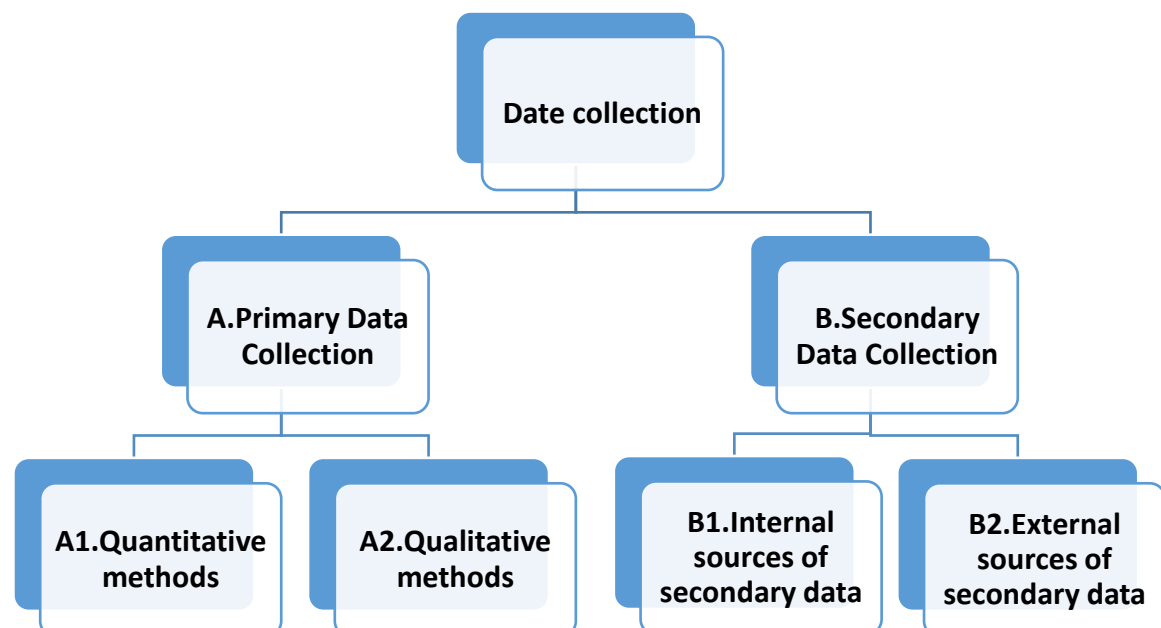 Date collection
A.Primary Data
Collection
B.Secondary
Data Collection
A1.Quantitative
methods
A2.Qualitative
methods
B1.Internal
sources of
secondary data
B2.External
sources of
secondary data